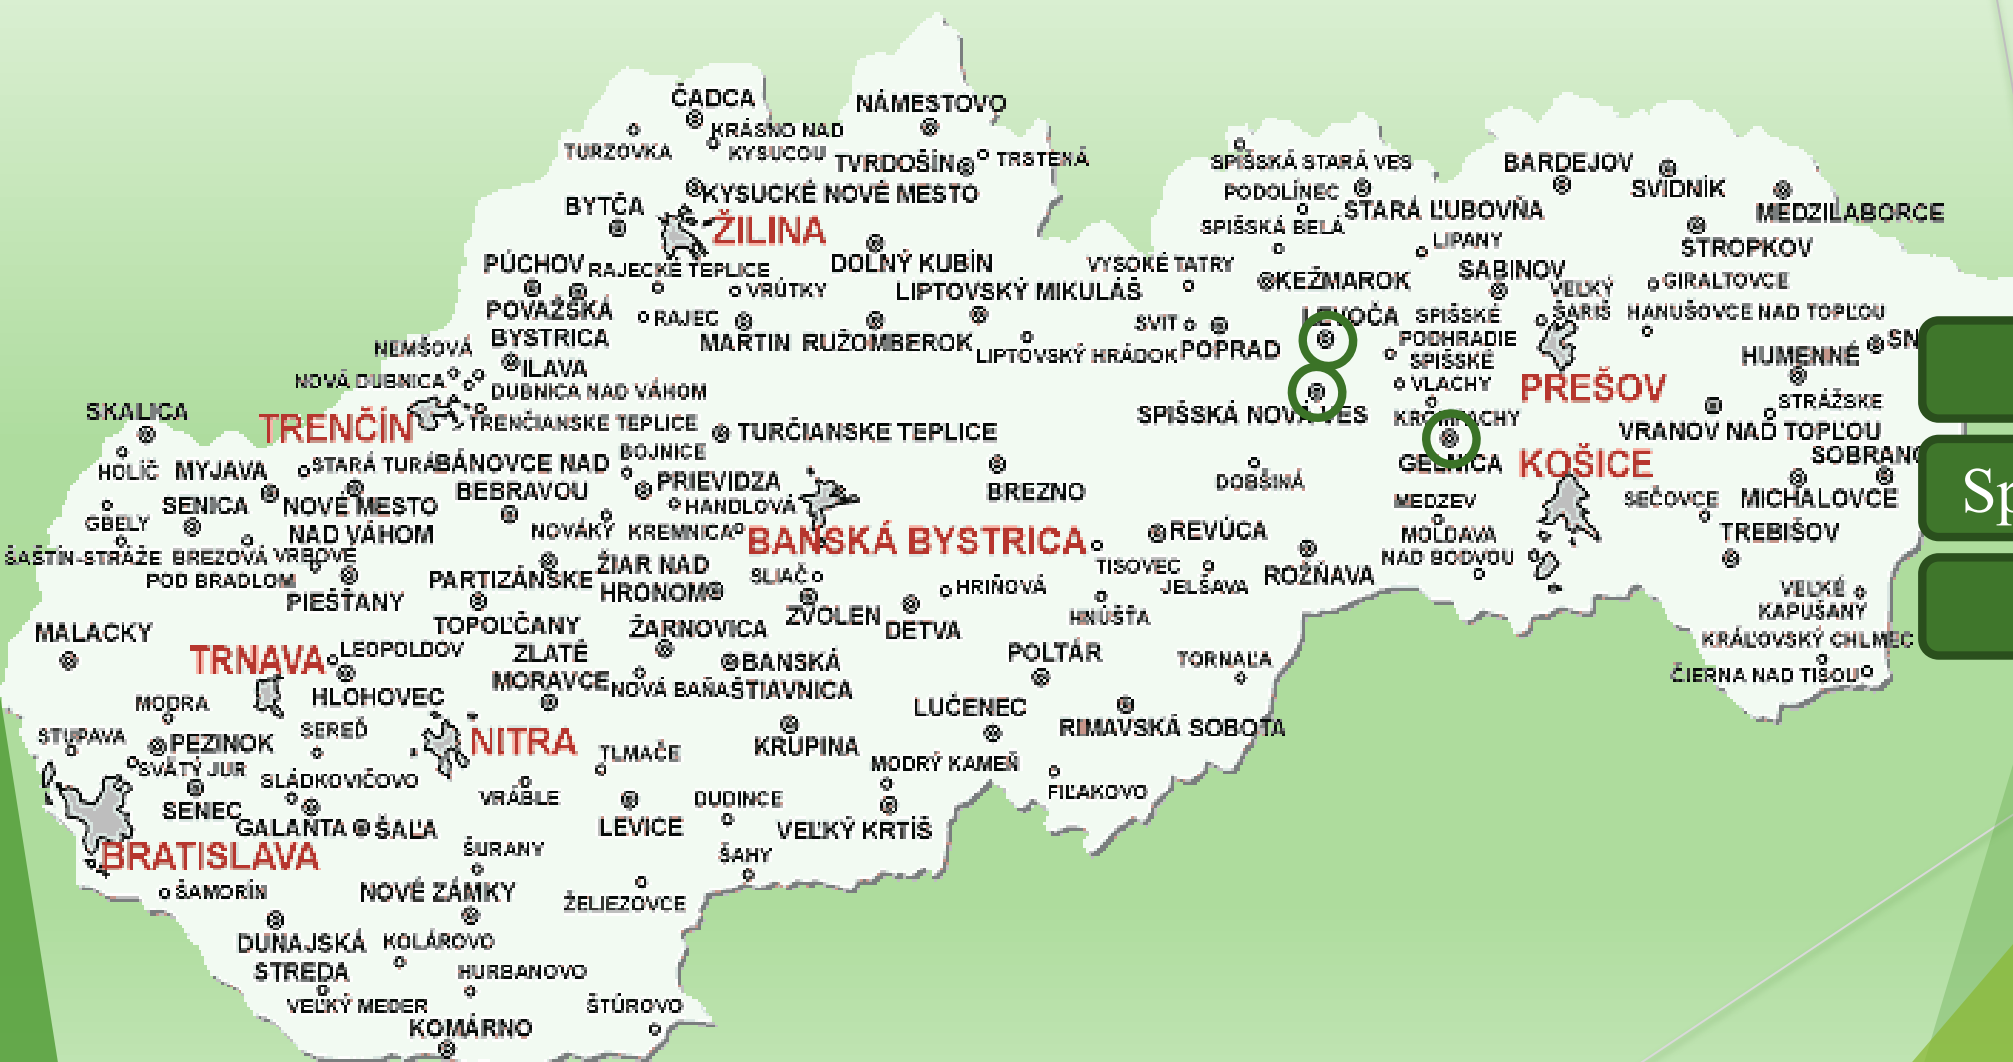 ČADCA
NÁMESTOVO
KRÁSNO NAD
KYSUCOU
TURZOVKA
TVRDOŠÍN
TRSTENÁ
SPIŠSKÁ STARÁ VES
BARDEJOV
SVIDNÍK
PODOLÍNEC
KYSUCKÉ NOVÉ MESTO
BYTČA
STARÁ ĽUBOVŇA
MEDZILABORCE
ŽILINA
SPIŠSKÁ BELÁ
LIPANY
STROPKOV
PÚCHOV
RAJECKÉ TEPLICE
DOLNÝ KUBÍN
VYSOKÉ TATRY
SABINOV
KEŽMAROK
GIRALTOVCE
VRÚTKY
LIPTOVSKÝ MIKULÁŠ
VEĽKÝ
ŠARIŠ
POVAŽSKÁ
BYSTRICA
RAJEC
LEVOČA
SPIŠSKÉ
PODHRADIE
HANUŠOVCE NAD TOPĽOU
SVIT
MARTIN
RUŽOMBEROK
LIPTOVSKÝ HRÁDOK
POPRAD
SN
NEMŠOVÁ
ILAVA
SPIŠSKÉ
VLACHY
HUMENNÉ
NOVÁ DUBNICA
DUBNICA NAD VÁHOM
PREŠOV
STRÁŽSKE
SKALICA
TRENČÍN
TRENČIANSKE TEPLICE
TURČIANSKE TEPLICE
SPIŠSKÁ NOVÁ VES
KROMPACHY
VRANOV NAD TOPĽOU
HOLÍČ
MYJAVA
STARÁ TURÁ
BÁNOVCE NAD
BEBRAVOU
BOJNICE
GELNICA
KOŠICE
SOBRANC
PRIEVIDZA
HANDLOVÁ
BREZNO
DOBŠINÁ
Sp
SENICA
NOVÉ MESTO
NAD VÁHOM
MEDZEV
SEČOVCE
MICHALOVCE
GBELY
NOVÁKY
KREMNICA
BANSKÁ BYSTRICA
REVÚCA
MOLDAVA
NAD BODVOU
TREBIŠOV
ŠAŠTÍN-STRÁŽE
BREZOVÁ
POD BRADLOM
VRBOVÉ
PARTIZÁNSKE
ŽIAR NAD
HRONOM
SLIAČ
HRIŇOVÁ
TISOVEC
JELŠAVA
ROŽŇAVA
PIEŠŤANY
VEĽKÉ
KAPUŠANY
ZVOLEN
DETVA
HNÚŠŤA
MALACKY
TOPOĽČANY
ŽARNOVICA
KRÁĽOVSKÝ CHLMEC
TRNAVA
LEOPOLDOV
ZLATÉ
MORAVCE
BANSKÁ
ŠTIAVNICA
POLTÁR
TORNAĽA
ČIERNA NAD TISOU
HLOHOVEC
NOVÁ BAŇA
MODRA
LUČENEC
RIMAVSKÁ SOBOTA
STUPAVA
PEZINOK
SEREĎ
NITRA
TLMAČE
KRUPINA
SVÄTÝ JUR
SLÁDKOVIČOVO
MODRÝ KAMEŇ
FIĽAKOVO
SENEC
VRÁBLE
DUDINCE
GALANTA
ŠAĽA
LEVICE
VEĽKÝ KRTÍŠ
BRATISLAVA
ŠURANY
ŠAHY
ŠAMORÍN
NOVÉ ZÁMKY
ŽELIEZOVCE
DUNAJSKÁ
STREDA
KOLÁROVO
HURBANOVO
VEĽKÝ MEDER
ŠTÚROVO
KOMÁRNO